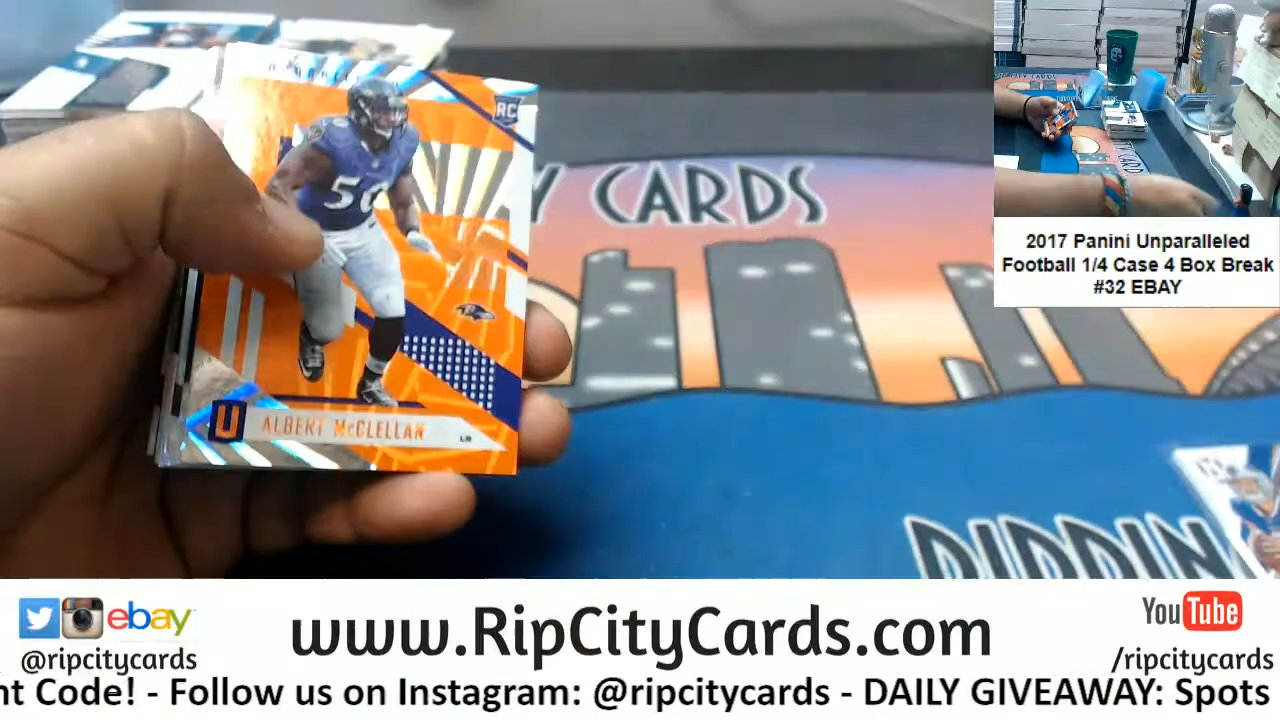 RC
50
U ALBERT McCLELLAN LB
Y CARDS
RIPPIN
2017 Panini Unparalleled
Football 1/4 Case 4 Box Break
#32 EBAY
ebay
@ripcitycards
www.RipCityCards.com
YouTube
/ripcitycards
nt Code! - Follow us on Instagram: @ripcitycards - DAILY GIVEAWAY: Spots